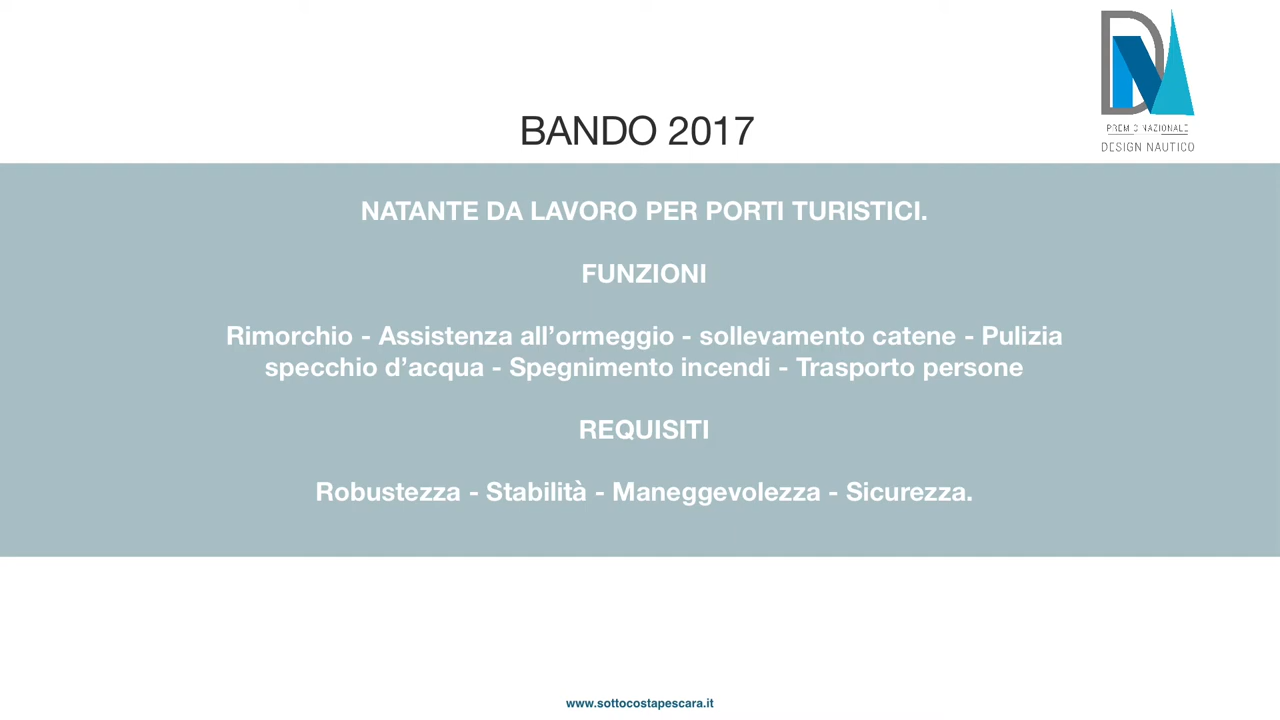 PREMIO NAZIONALE
DESIGN NAUTICO
BANDO 2017
NATANTE DA LAVORO PER PORTI TURISTICI.
FUNZIONI
Rimorchio - Assistenza all’ormeggio - sollevamento catene - Pulizia
specchio d’acqua - Spegnimento incendi - Trasporto persone
REQUISITI
Robustezza - Stabilità - Maneggevolezza - Sicurezza.
www.sottocostapescara.it